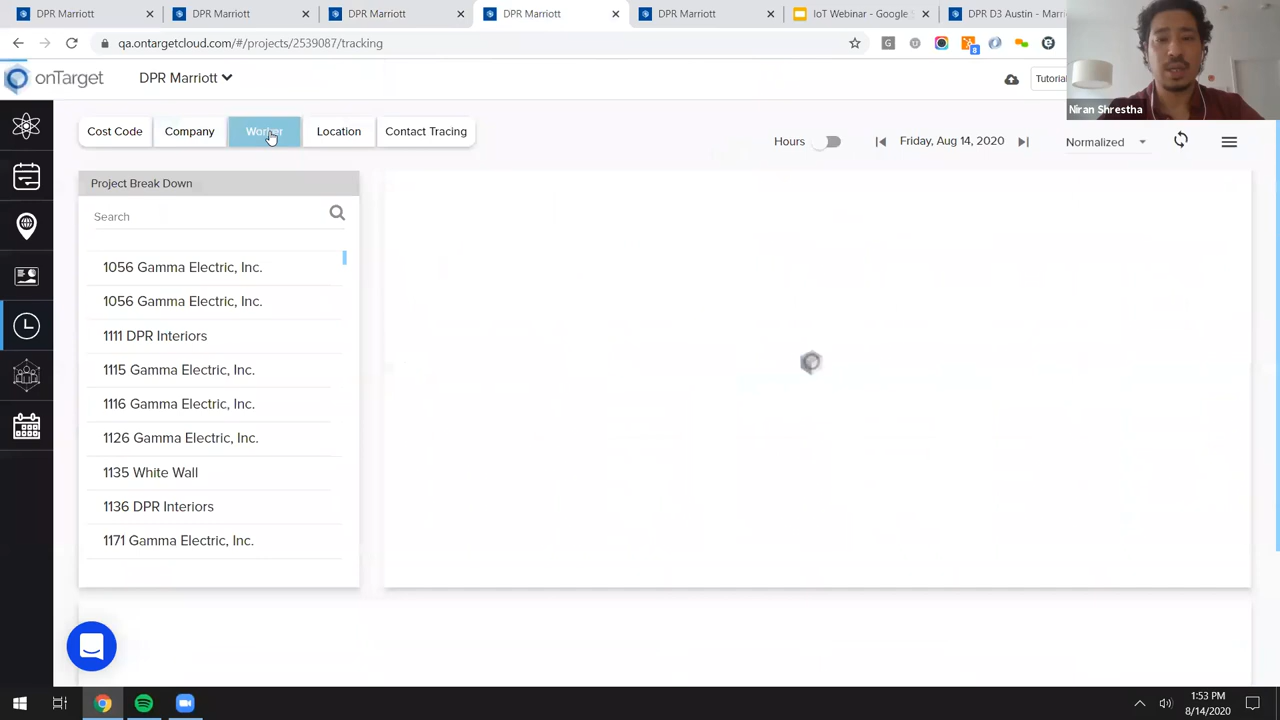 DPR Marriott
DPR Marriott
DPR Marriott
DPR Marriott
DPR Marriott
IoT Webinar - Google S
DPR D3 Austin - Marri
qa.ontargetcloud.com/#/projects/2539087/tracking
8
onTarget
DPR Marriott
Tutorial
Niran Shrestha
Cost Code
Company
Worker
Location
Contact Tracing
Hours
Friday, Aug 14, 2020
Normalized
Project Break Down
Search
1056 Gamma Electric, Inc.
1056 Gamma Electric, Inc.
1111 DPR Interiors
1115 Gamma Electric, Inc.
1116 Gamma Electric, Inc.
1126 Gamma Electric, Inc.
1135 White Wall
1136 DPR Interiors
1171 Gamma Electric, Inc.
1:53 PM
8/14/2020